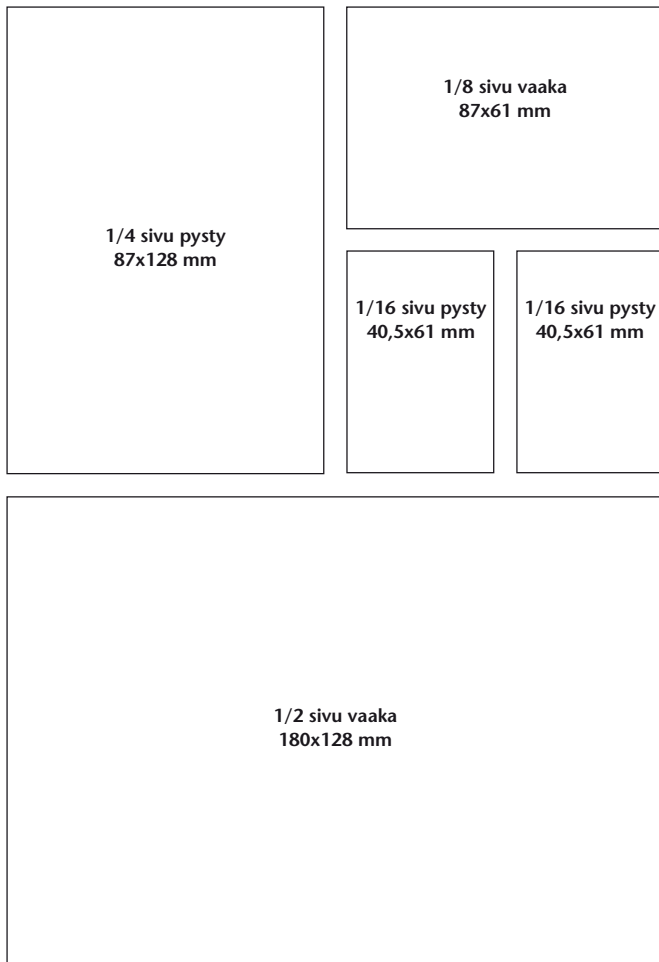 1/4 sivu pysty
87x128 mm
1/8 sivu vaaka
87x61 mm
1/16 sivu pysty
40,5x61 mm
1/16 sivu pysty
40,5x61 mm
1/2 sivu vaaka
180x128 mm